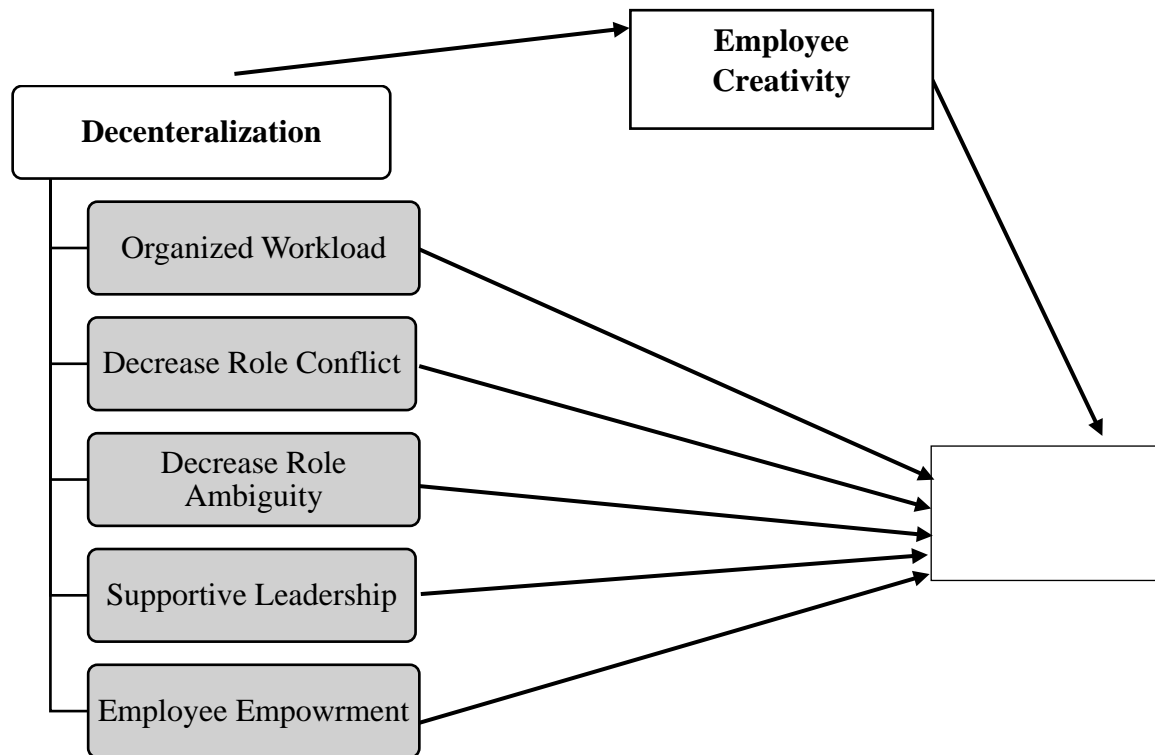 Employee
Creativity
Decenteralization
Organized Workload
Decrease Role Conflict
Decrease Role
Ambiguity
Supportive Leadership
Employee Empowrment